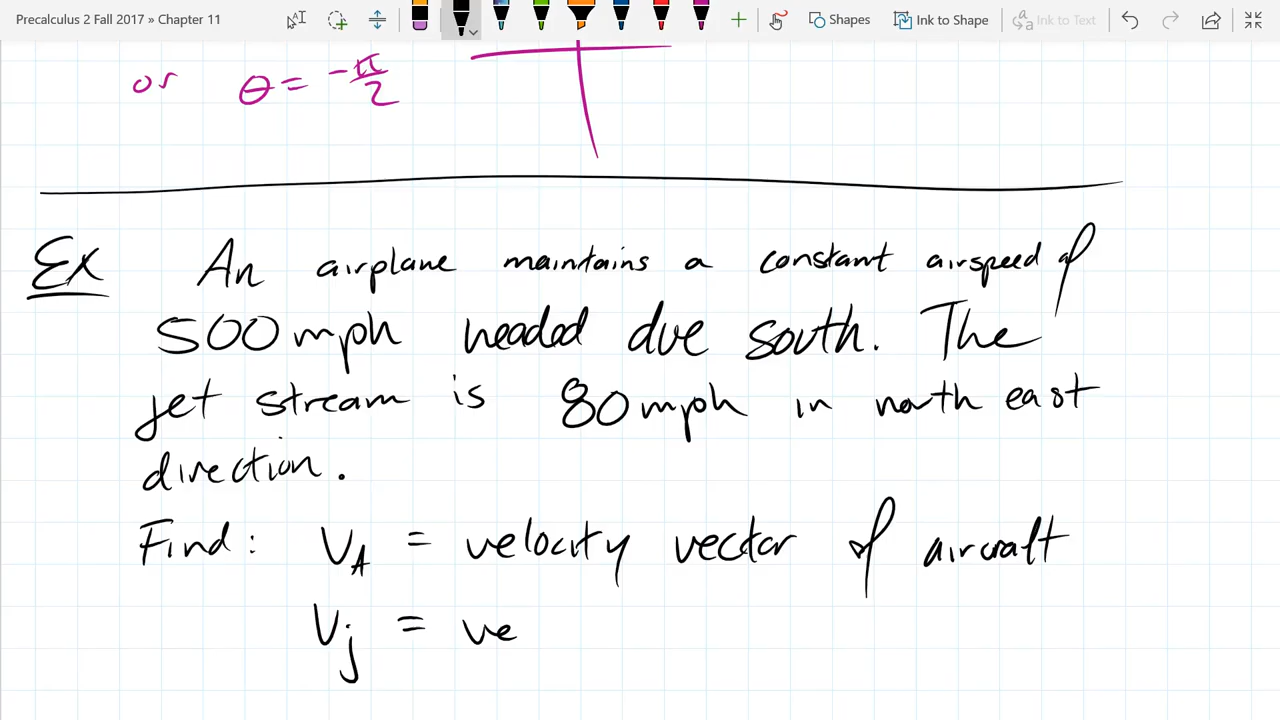 Precalculus 2 Fall 2017 » Chapter 11
Shapes
Ink to Shape
Ink to Text
or θ = -π/2
Ex An airplane maintains a constant airspeed of
500 mph headed due south. The
jet stream is 80 mph in north east
direction.
Find: V_A = velocity vector of aircraft
V_j = ve